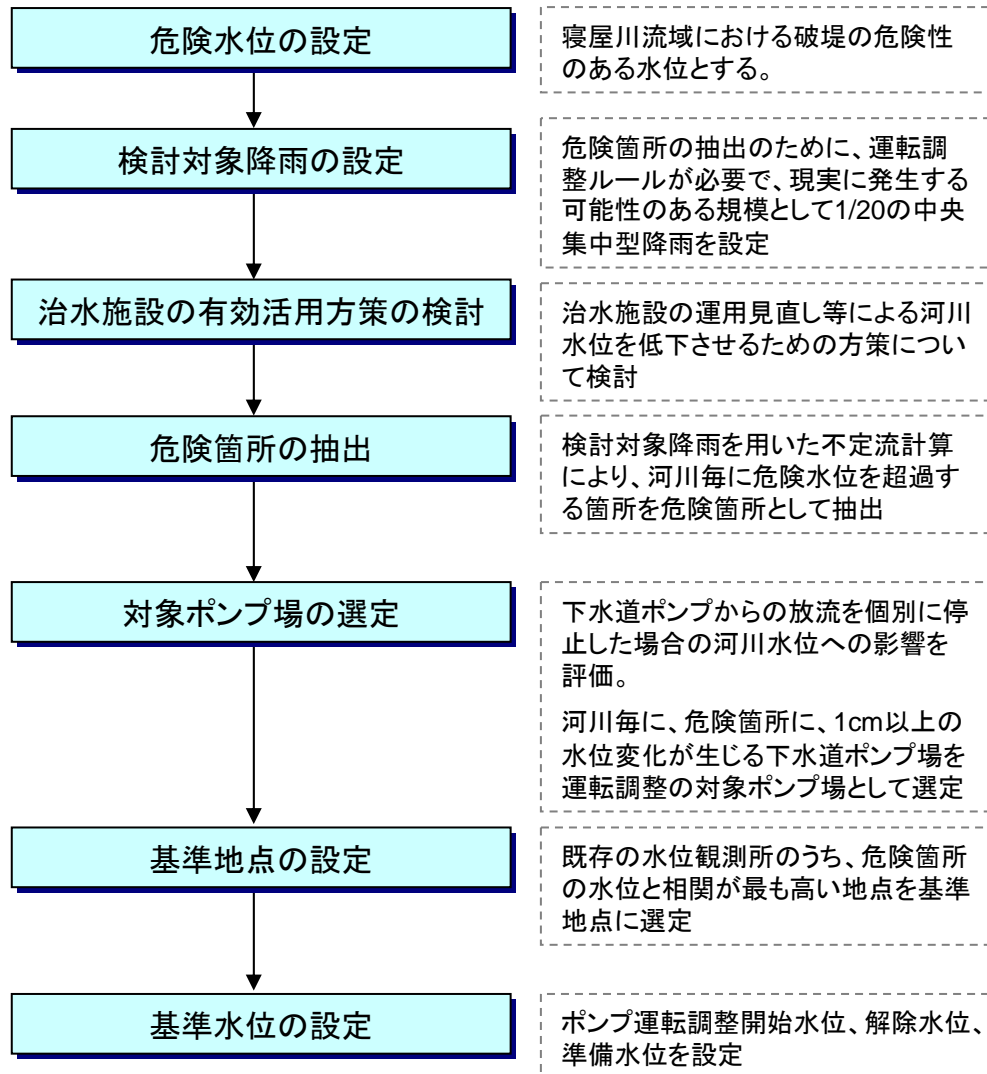 危険水位の設定
寝屋川流域における破堤の危険性
のある水位とする。
検討対象降雨の設定
危険箇所の抽出のために、運転調
整ルールが必要で、現実に発生する
可能性のある規模として1/20の中央
集中型降雨を設定
治水施設の有効活用方策の検討
治水施設の運用見直し等による河川
水位を低下させるための方策につい
て検討
危険箇所の抽出
検討対象降雨を用いた不定流計算
により、河川毎に危険水位を超過す
る箇所を危険箇所として抽出
対象ポンプ場の選定
下水道ポンプからの放流を個別に停
止した場合の河川水位への影響を
評価。
河川毎に、危険箇所に、1cm以上の
水位変化が生じる下水道ポンプ場を
運転調整の対象ポンプ場として選定
基準地点の設定
既存の水位観測所のうち、危険箇所
の水位と相関が最も高い地点を基準
地点に選定
基準水位の設定
ポンプ運転調整開始水位、解除水位、
準備水位を設定